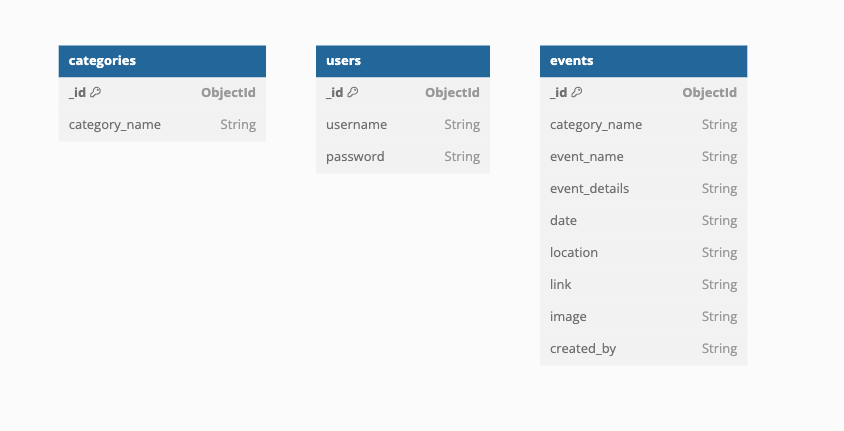 categories
_id ObjectId
category_name String
users
_id ObjectId
username String
password String
events
_id ObjectId
category_name String
event_name String
event_details String
date String
location String
link String
image String
created_by String